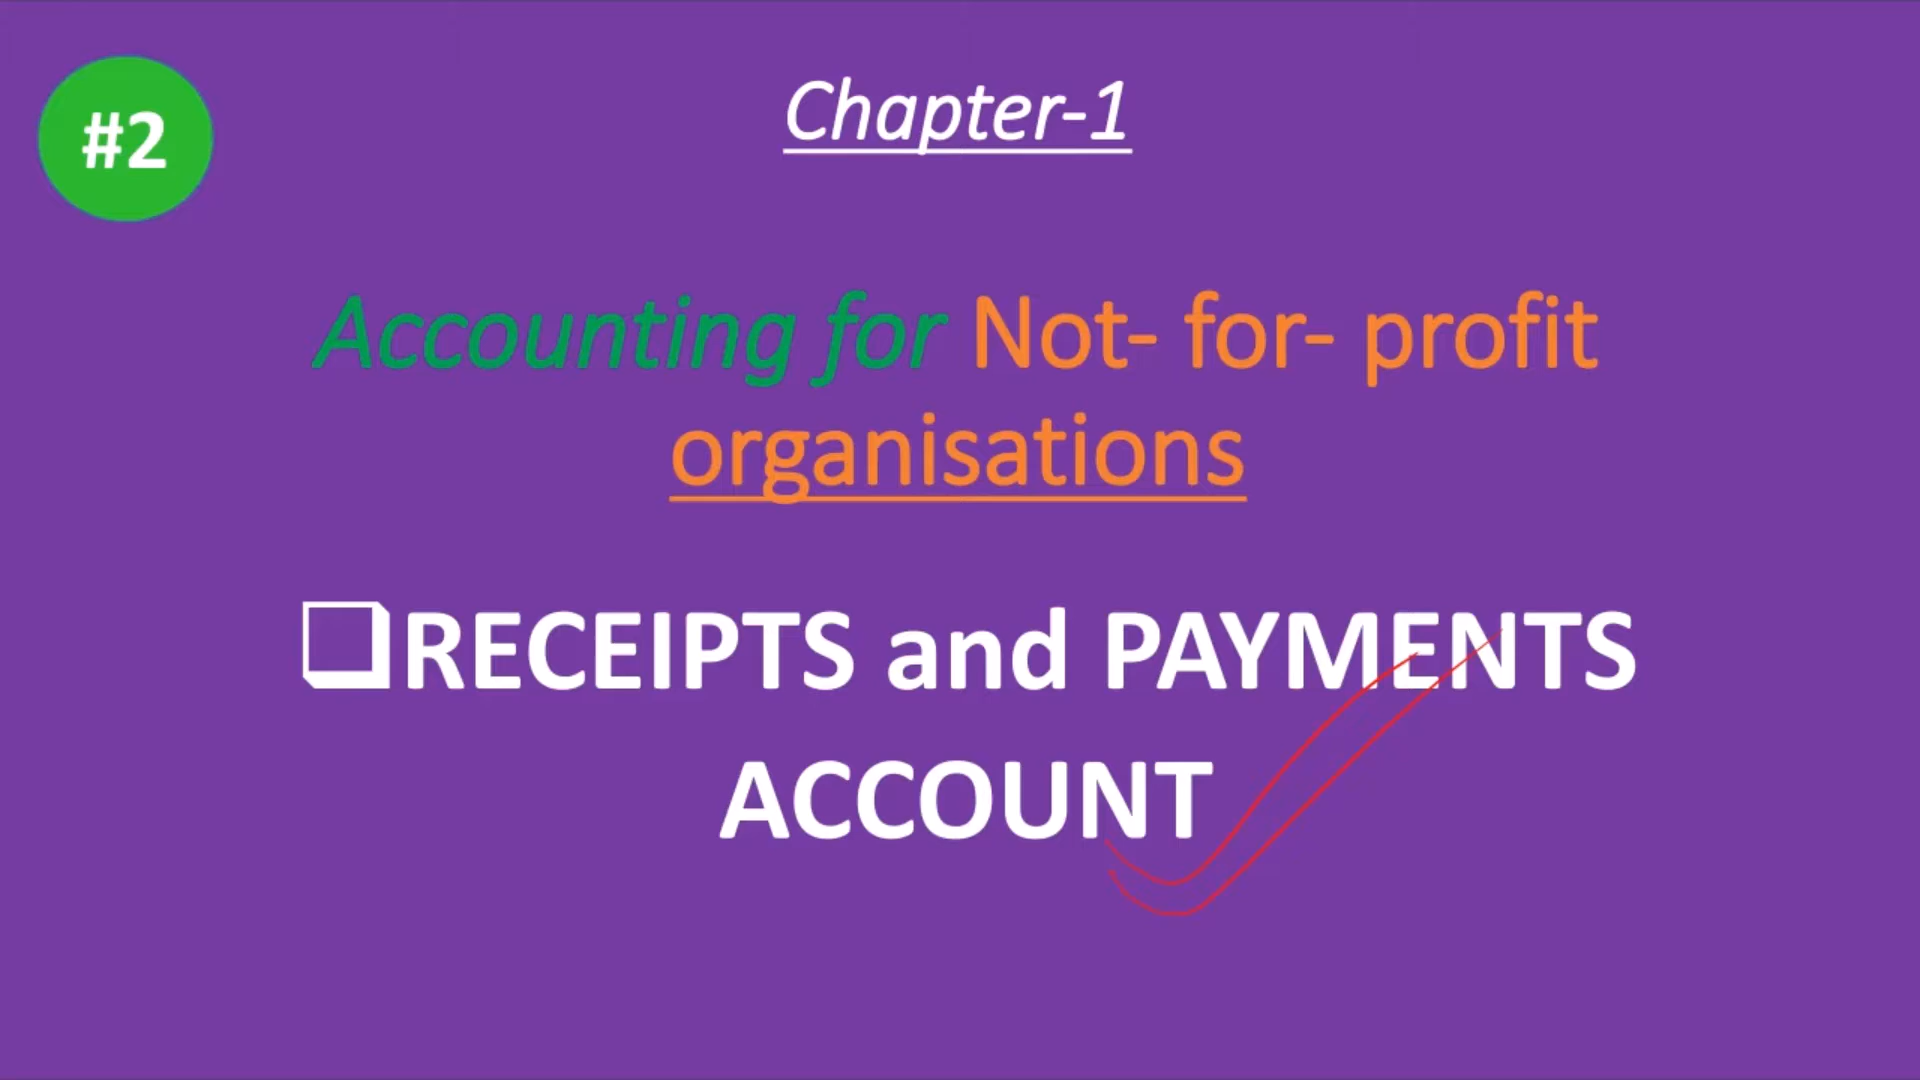 #2
Chapter-1
Accounting for Not- for- profit
organisations
❑RECEIPTS and PAYMENTS
ACCOUNT